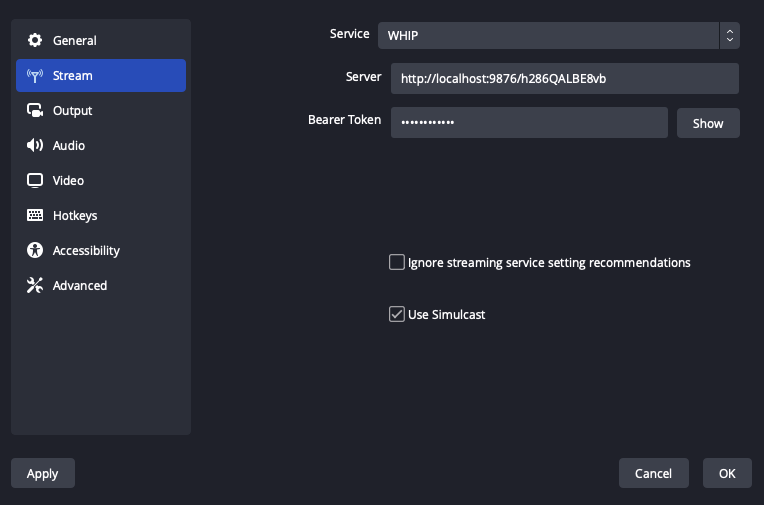 General
Stream
Output
Audio
Video
Hotkeys
Accessibility
Advanced
Service WHIP
Server http://localhost:9876/h286QALBE8vb
Bearer Token •••••••••••• Show
Ignore streaming service setting recommendations
Use Simulcast
Apply Cancel OK